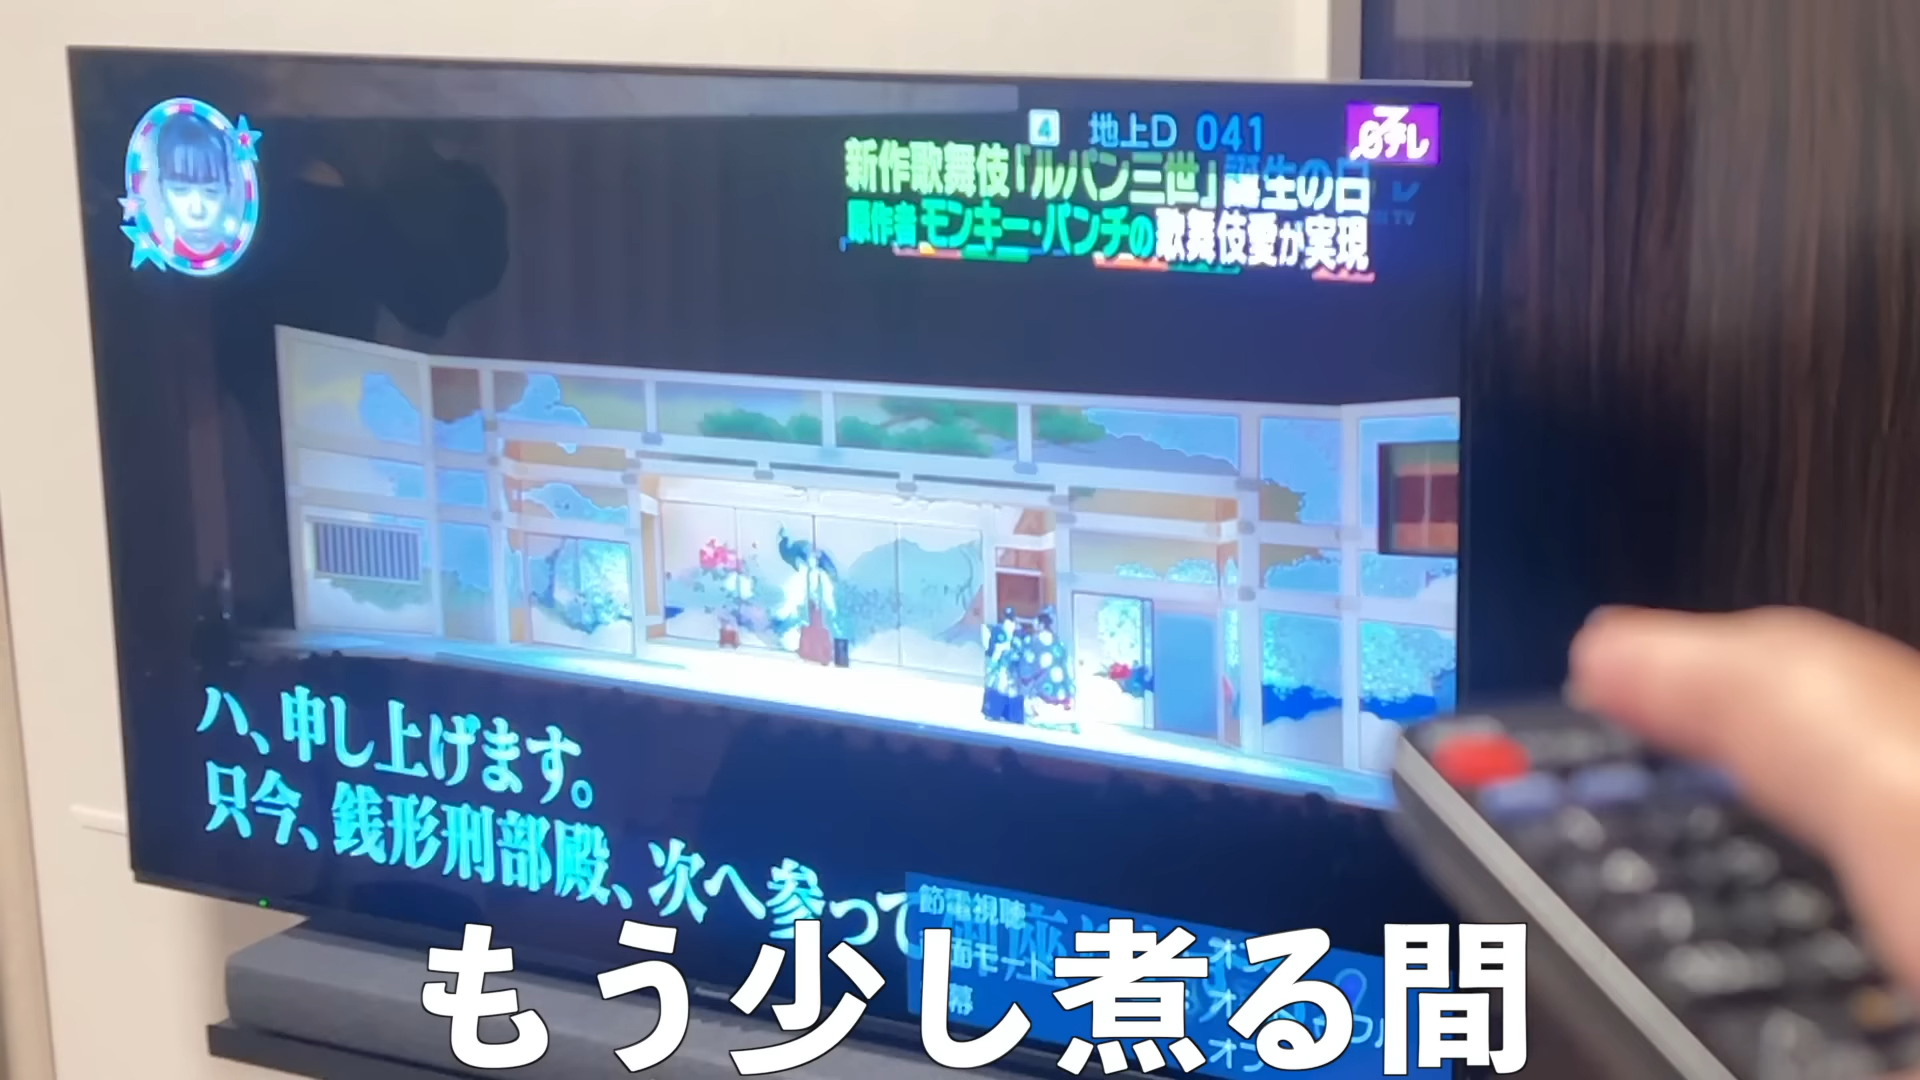 4 地上D 041
日テレ
新作歌舞伎「ルパン三世」誕生の日
原作者モンキー・パンチの歌舞伎愛が実現
ハ、申し上げます。
只今、銭形刑部殿、次へ参って
節電視聴
もう少し煮る間